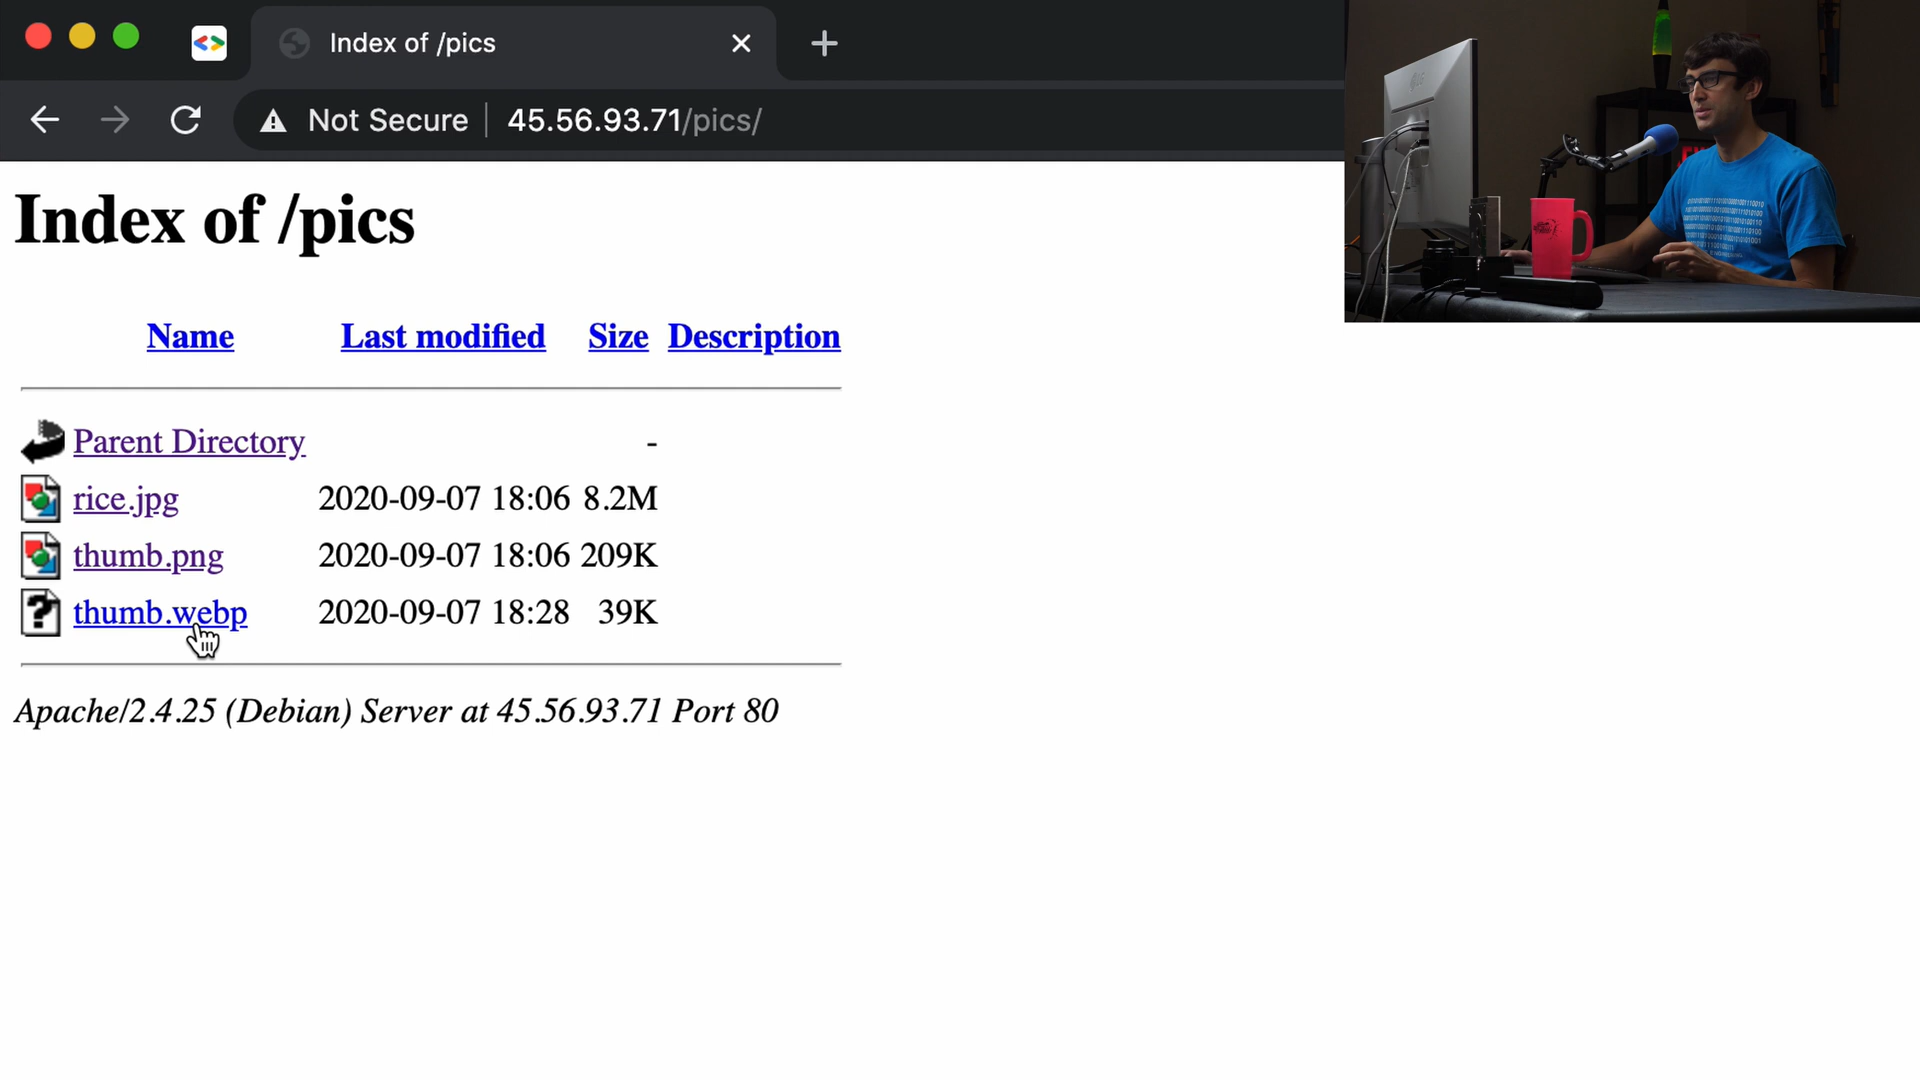 Index of /pics
Not Secure 45.56.93.71/pics/
Index of /pics
Name Last modified Size Description
Parent Directory -
rice.jpg 2020-09-07 18:06 8.2M
thumb.png 2020-09-07 18:06 209K
thumb.webp 2020-09-07 18:28 39K
Apache/2.4.25 (Debian) Server at 45.56.93.71 Port 80